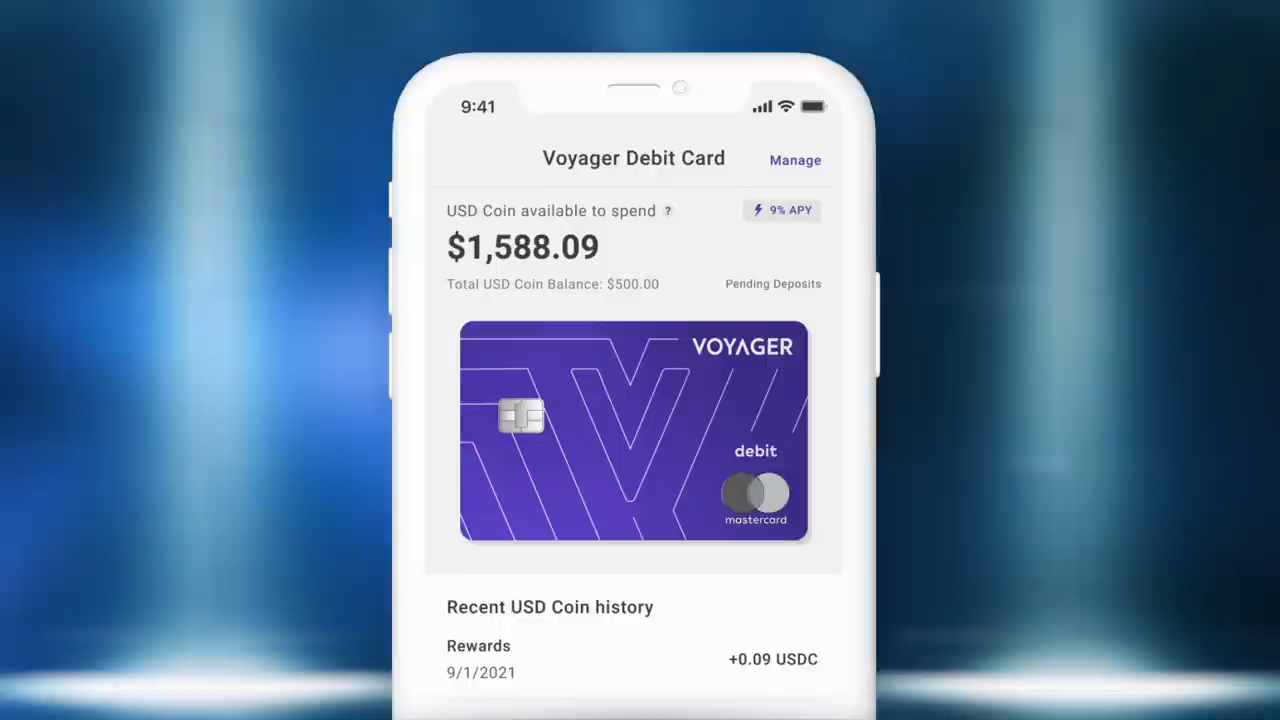 9:41
Voyager Debit Card
Manage
USD Coin available to spend ?
9% APY
$1,588.09
Total USD Coin Balance: $500.00
Pending Deposits
VOYAGER
debit
mastercard
Recent USD Coin history
Rewards
+0.09 USDC
9/1/2021